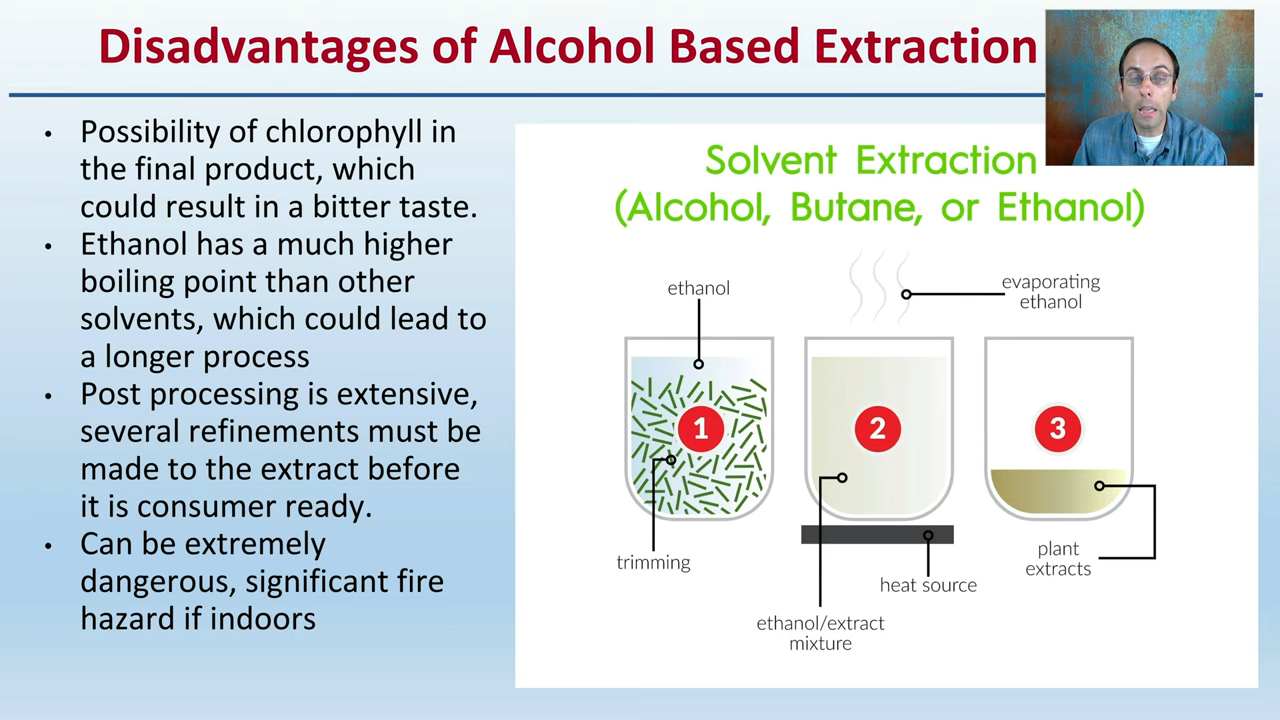 Disadvantages of Alcohol Based Extraction
• Possibility of chlorophyll in
the final product, which
could result in a bitter taste.
• Ethanol has a much higher
boiling point than other
solvents, which could lead to
a longer process
• Post processing is extensive,
several refinements must be
made to the extract before
it is consumer ready.
• Can be extremely
dangerous, significant fire
hazard if indoors
Solvent Extraction
(Alcohol, Butane, or Ethanol)
ethanol
evaporating
ethanol
1
2
3
trimming
heat source
plant
extracts
ethanol/extract
mixture